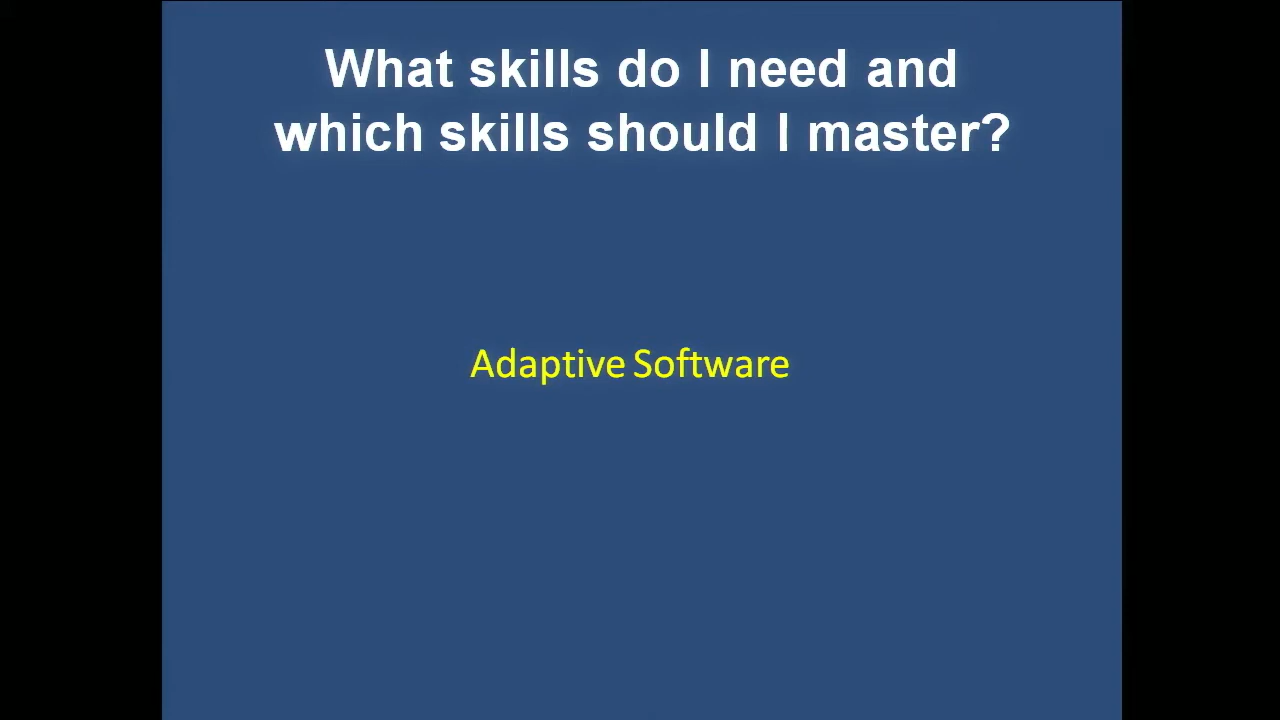 What skills do I need and
which skills should I master?
Adaptive Software